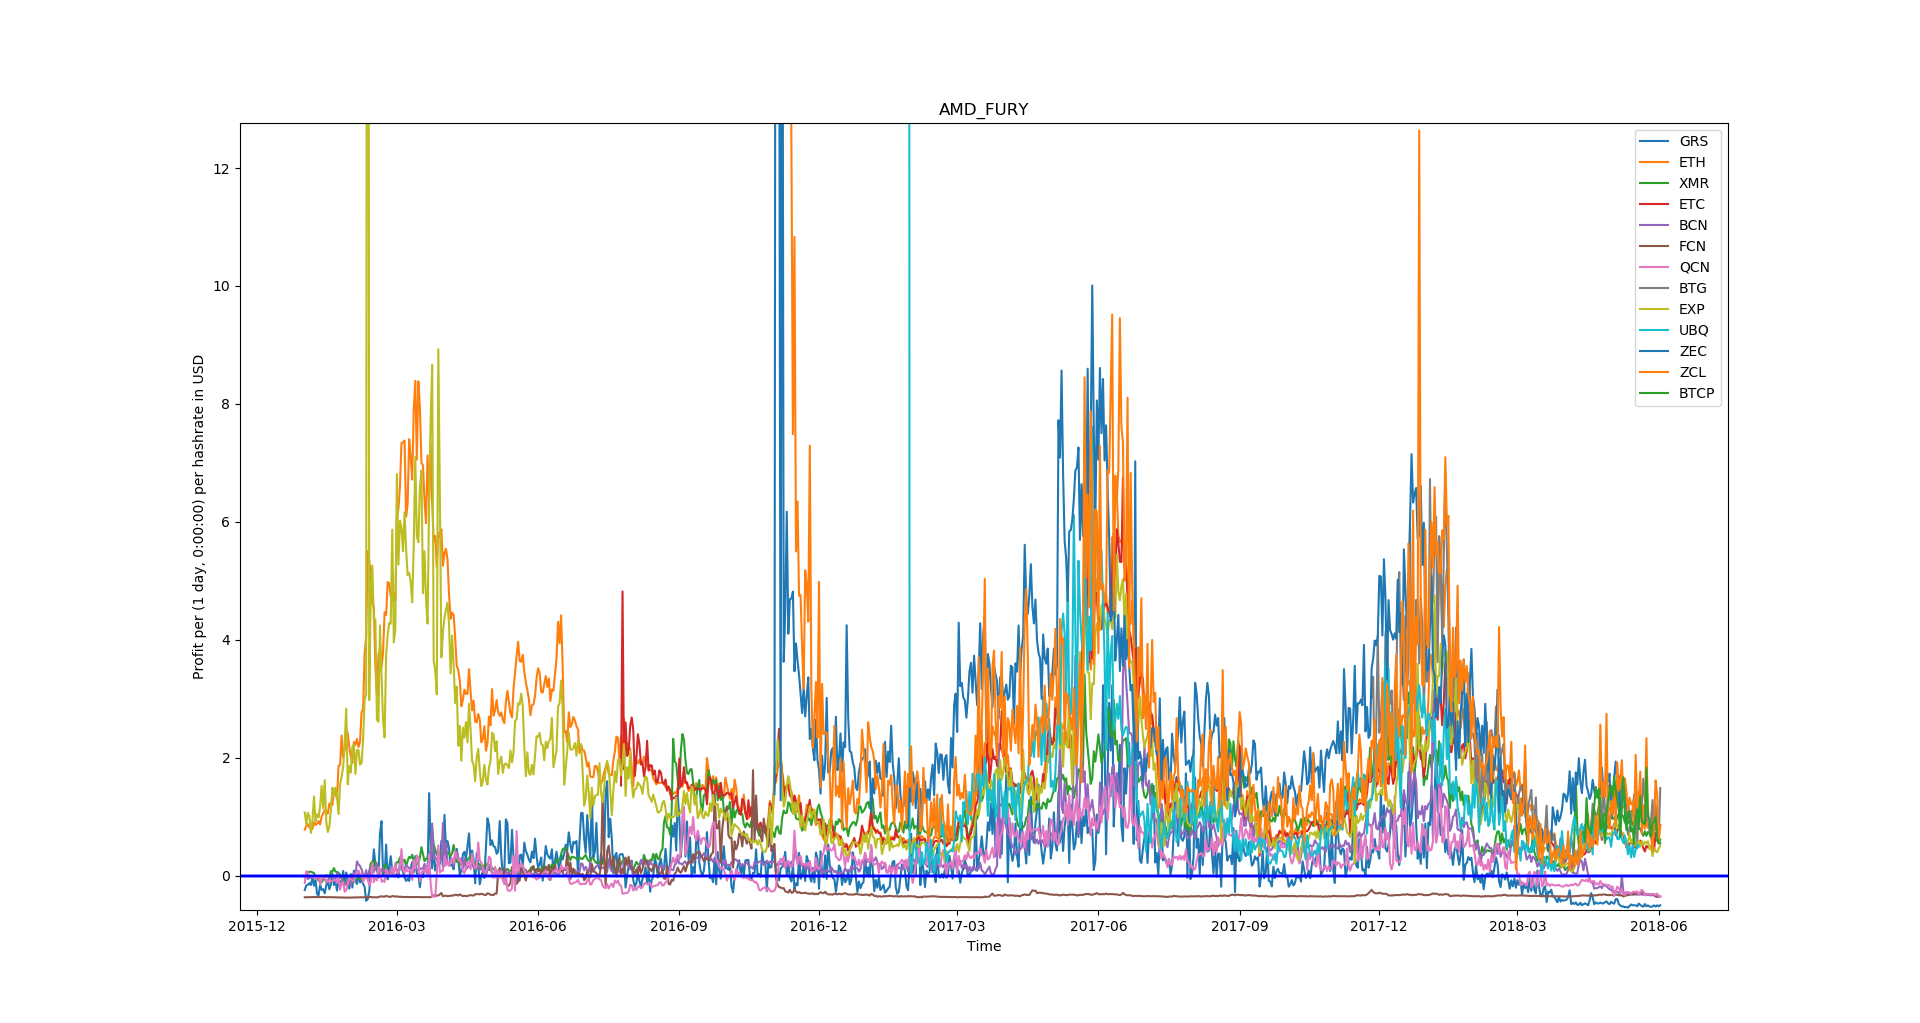 AMD_FURY
Profit per (1 day, 0:00:00) per hashrate in USD
12
10
8
6
4
2
0
GRS
ETH
XMR
ETC
BCN
FCN
QCN
BTG
EXP
UBQ
ZEC
ZCL
BTCP
2015-12 2016-03 2016-06 2016-09 2016-12 2017-03 2017-06 2017-09 2017-12 2018-03 2018-06
Time